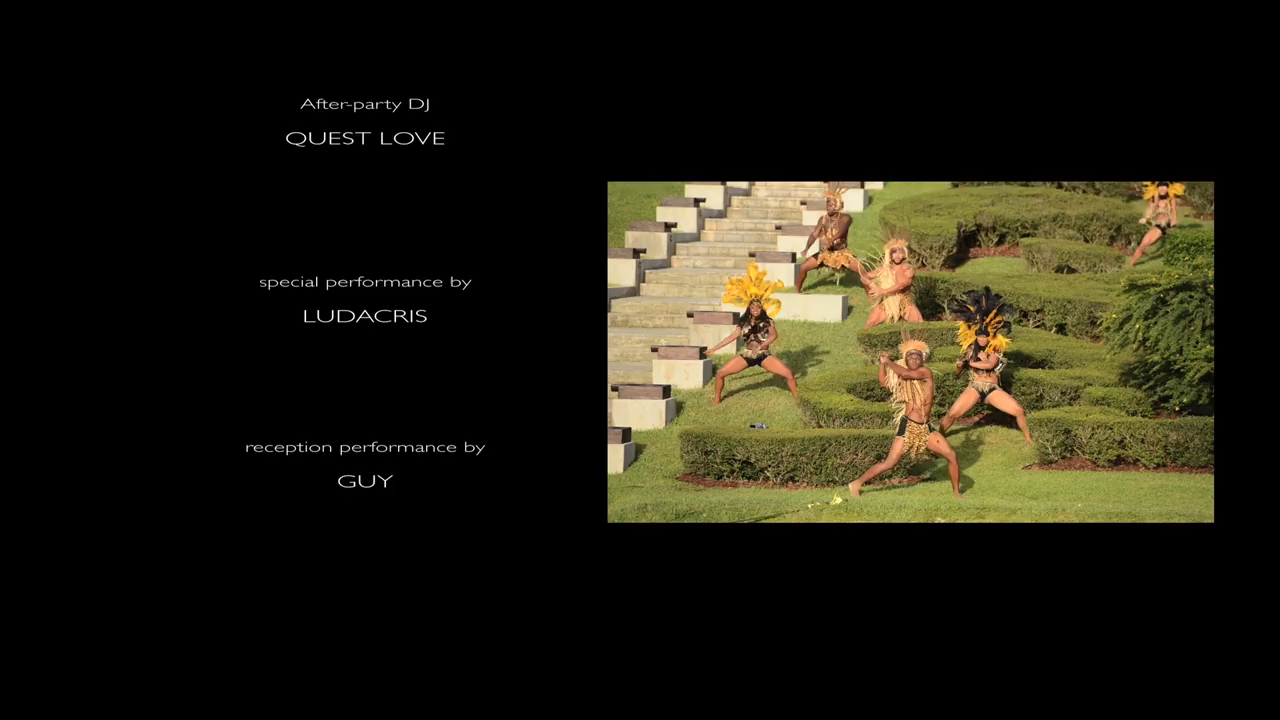 After-party DJ
QUEST LOVE
special performance by
LUDACRIS
reception performance by
GUY